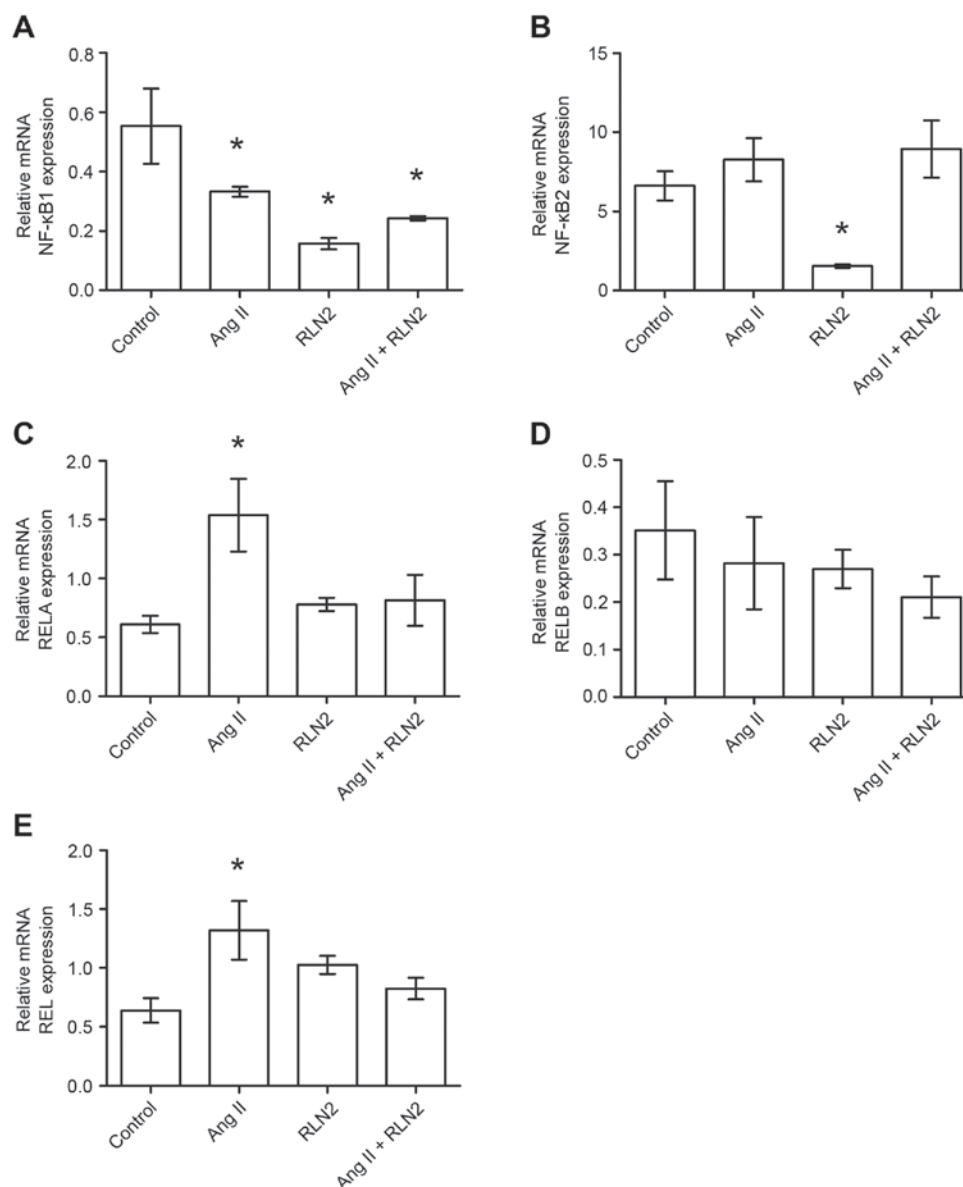 A
Relative mRNA
NF-κB1 expression
0.8
0.6
0.4
0.2
0.0
*
*
*
Control
Ang II
RLN2
Ang II + RLN2
B
Relative mRNA
NF-κB2 expression
15
10
5
0
*
Control
Ang II
RLN2
Ang II + RLN2
C
Relative mRNA
RELA expression
2.0
1.5
1.0
0.5
0.0
*
Control
Ang II
RLN2
Ang II + RLN2
D
Relative mRNA
RELB expression
0.5
0.4
0.3
0.2
0.1
0.0
Control
Ang II
RLN2
Ang II + RLN2
E
Relative mRNA
REL expression
2.0
1.5
1.0
0.5
0.0
*
Control
Ang II
RLN2
Ang II + RLN2